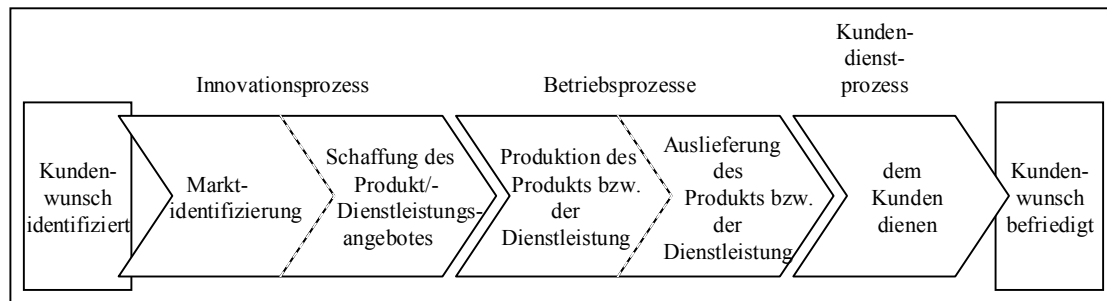 Kunden-
dienst-
prozess
Innovationsprozess
Betriebsprozesse
Kunden-
wunsch
identifiziert
Markt-
identifizierung
Schaffung des
Produkt/-
Dienstleistungs-
angebotes
Produktion des
Produkts bzw.
der
Dienstleistung
Auslieferung
des
Produkts bzw.
der
Dienstleistung
dem
Kunden
dienen
Kunden-
wunsch
befriedigt